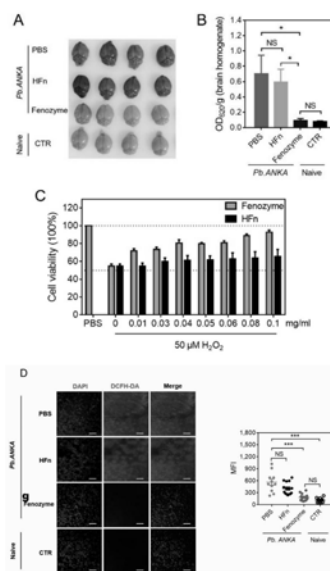 A
PBS
HFn
Fenozyme
CTR
Pb.ANKA
Naive
B
OD620/g (brain homogenate)
1.0
0.8
0.6
0.4
0.2
0.0
*
NS
*
NS
PBS
HFn
Fenozyme
CTR
Pb.ANKA
Naive
C
Cell viability (100%)
120
100
80
60
40
Fenozyme
HFn
PBS 0 0.01 0.03 0.04 0.05 0.06 0.08 0.1 mg/ml
50 µM H2O2
D
DAPI DCFH-DA Merge
PBS
HFn
g
Fenozyme
CTR
Pb.ANKA
Naive
MFI
2,000
1,500
1,000
500
0
***
***
NS
NS
PBS
HFn
Fenozyme
CTR
Pb. ANKA Naive